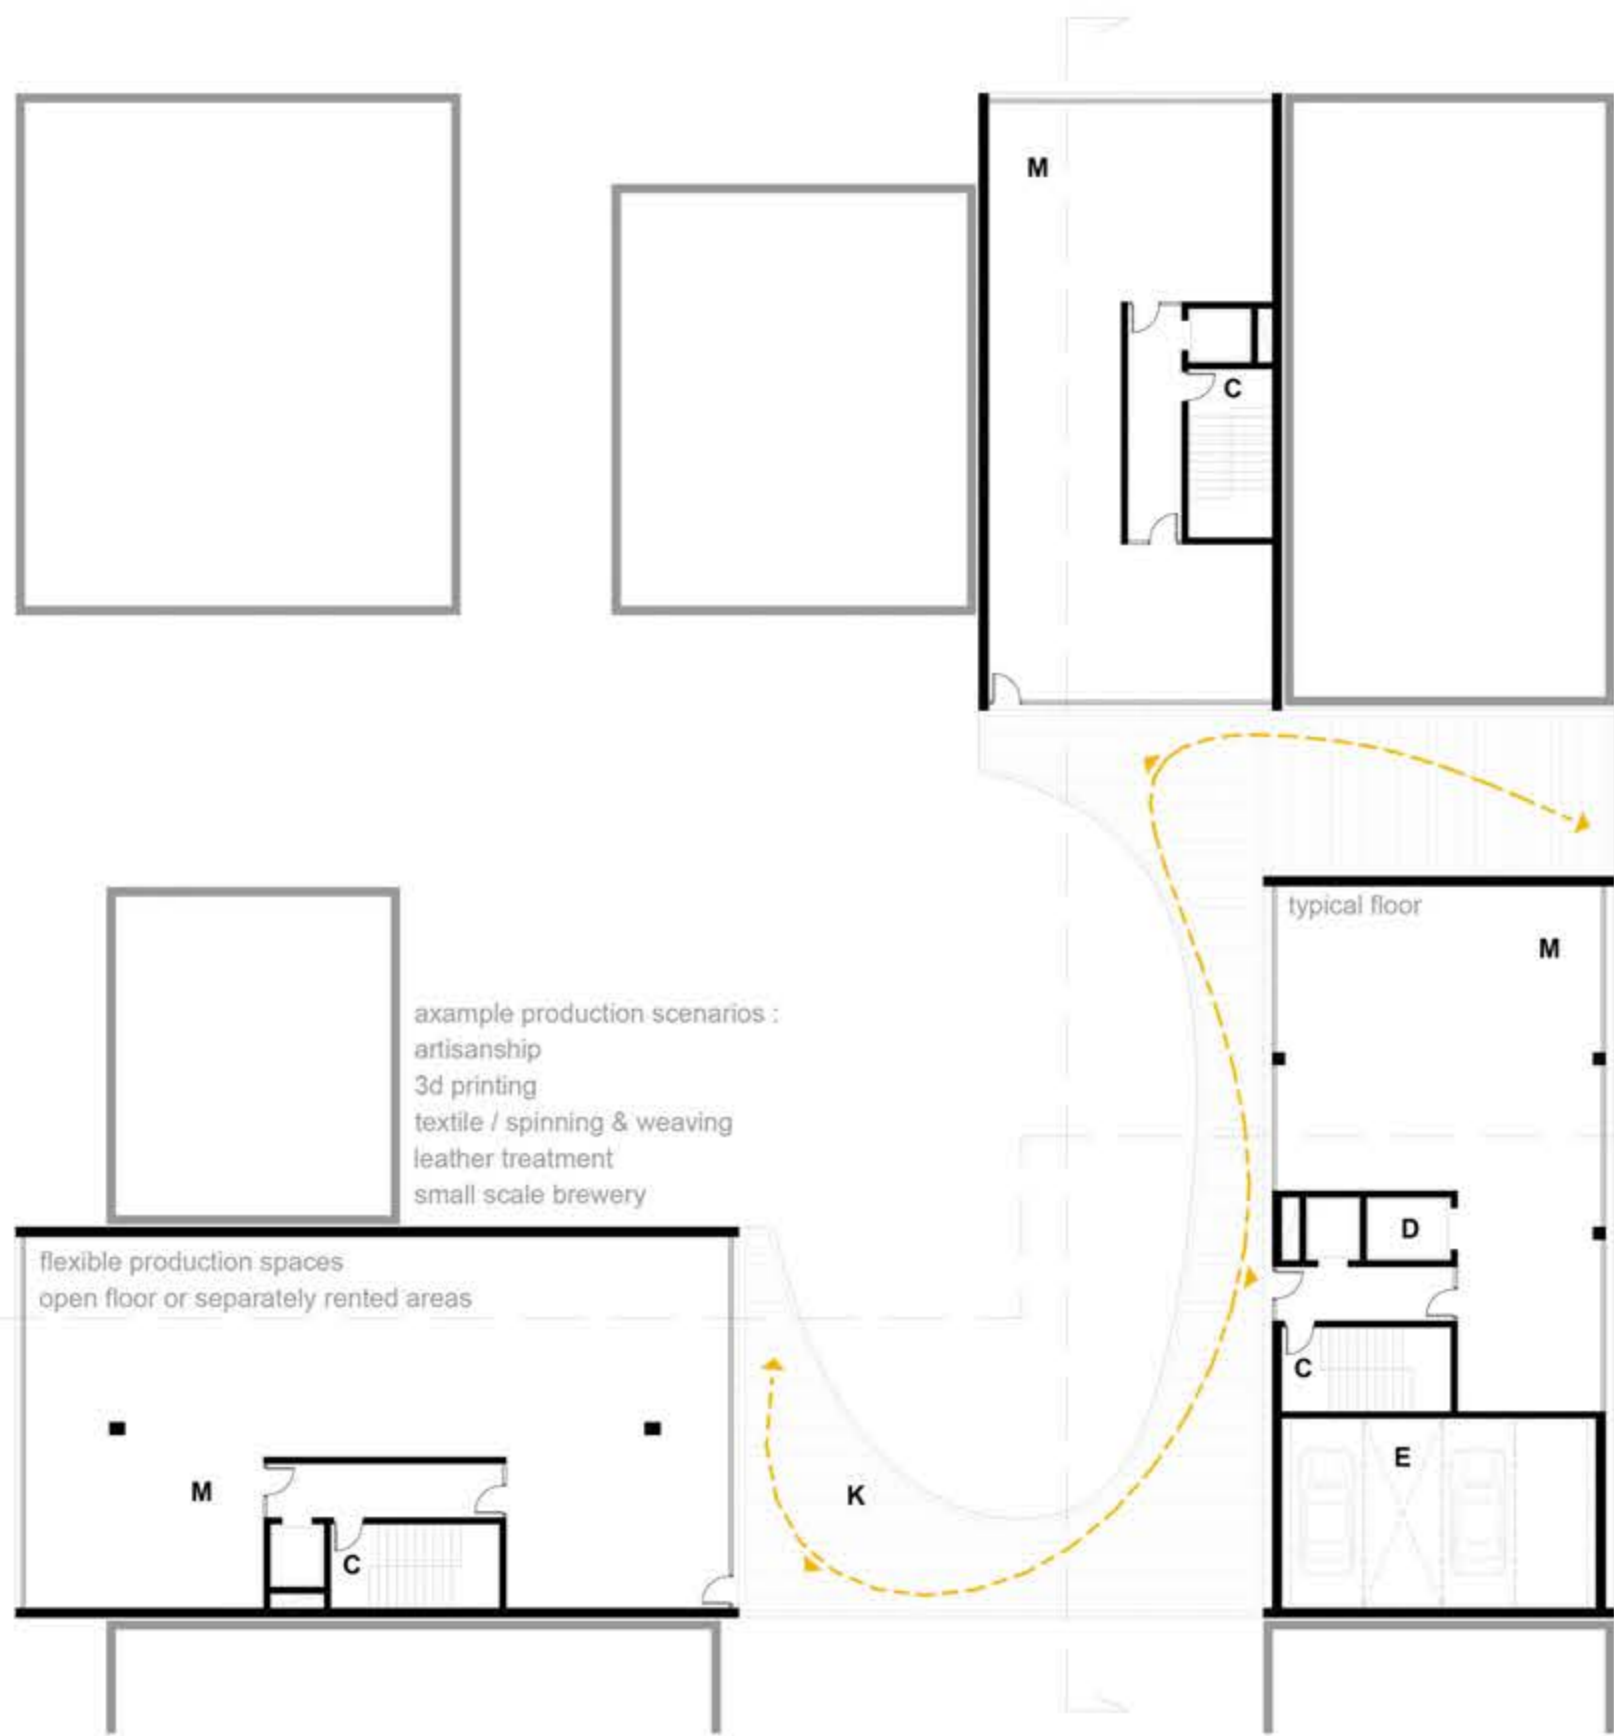 M
C
typical floor
M
axample production scenarios :
artisanship
3d printing
textile / spinning & weaving
leather treatment
small scale brewery
D
flexible production spaces
open floor or separately rented areas
C
E
M
K
C